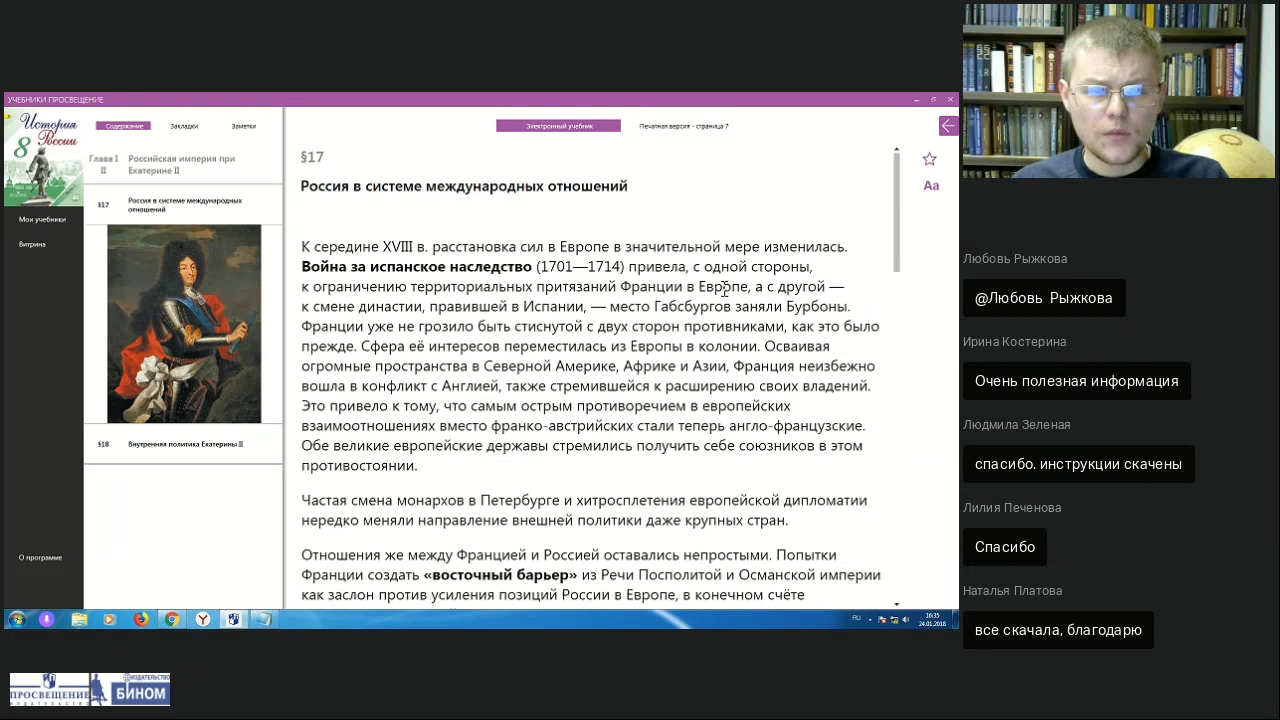 УЧЕБНИКИ ПРОСВЕЩЕНИЕ
История
России
8
Мои учебники
Витрина
О программе
Содержание
Закладки
Заметки
Глава I
II
Российская империя при
Екатерине II
§17
Россия в системе международных
отношений
§18
Внутренняя политика Екатерины II
Электронный учебник
Печатная версия - страница 7
Aa
§17
Россия в системе международных отношений
К середине XVIII в. расстановка сил в Европе в значительной мере изменилась.
Война за испанское наследство (1701—1714) привела, с одной стороны,
к ограничению территориальных притязаний Франции в Европе, а с другой —
к смене династии, правившей в Испании, — место Габсбургов заняли Бурбоны.
Франции уже не грозило быть стиснутой с двух сторон противниками, как это было
прежде. Сфера её интересов переместилась из Европы в колонии. Осваивая
огромные пространства в Северной Америке, Африке и Азии, Франция неизбежно
вошла в конфликт с Англией, также стремившейся к расширению своих владений.
Это привело к тому, что самым острым противоречием в европейских
взаимоотношениях вместо франко-австрийских стали теперь англо-французские.
Обе великие европейские державы стремились получить себе союзников в этом
противостоянии.
Частая смена монархов в Петербурге и хитросплетения европейской дипломатии
нередко меняли направление внешней политики даже крупных стран.
Отношения же между Францией и Россией оставались непростыми. Попытки
Франции создать «восточный барьер» из Речи Посполитой и Османской империи
как заслон против усиления позиций России в Европе, в конечном счёте
RU
16:35
24.01.2018
Любовь Рыжкова
@Любовь Рыжкова
Ирина Костерина
Очень полезная информация
Людмила Зеленая
спасибо. инструкции скачены
Лилия Печенова
Спасибо
Наталья Платова
все скачала, благодарю
ПРОСВЕЩЕНИЕ
ИЗДАТЕЛЬСТВО
ИЗДАТЕЛЬСТВО
БИНОМ